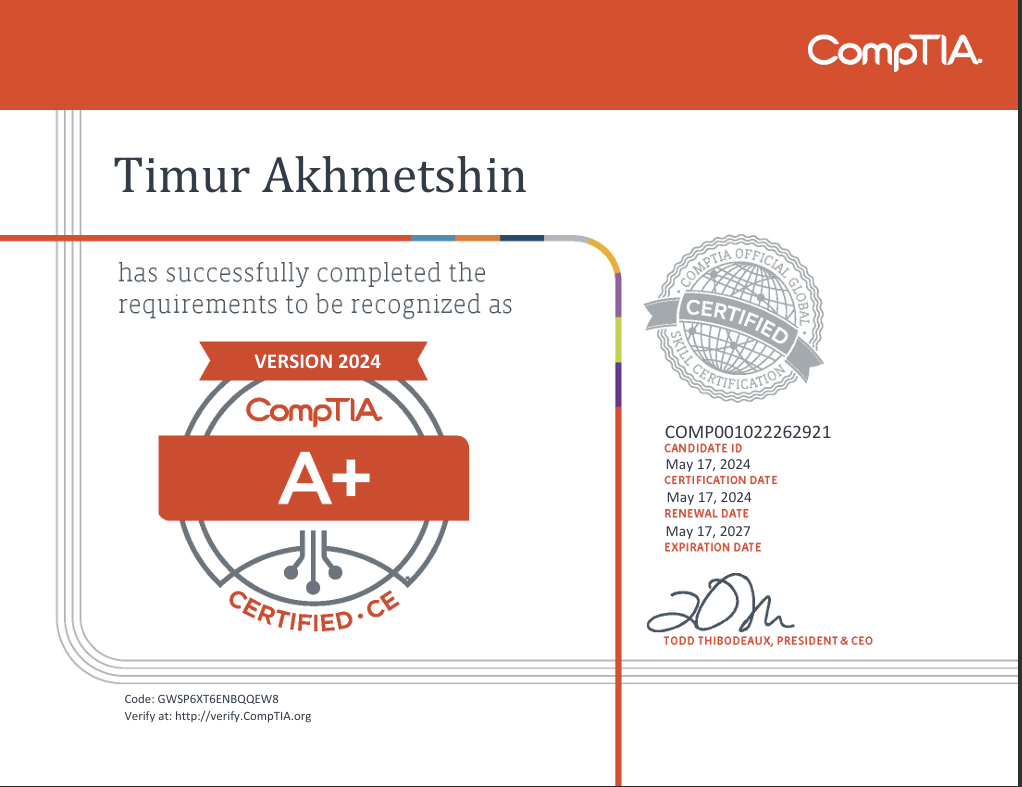 CompTIA.
Timur Akhmetshin
has successfully completed the
requirements to be recognized as
VERSION 2024
CompTIA.
A+
CERTIFIED • CE
• COMPTIA OFFICIAL GLOBAL •
CERTIFIED
SKILL CERTIFICATION
COMP001022262921
CANDIDATE ID
May 17, 2024
CERTIFICATION DATE
May 17, 2024
RENEWAL DATE
May 17, 2027
EXPIRATION DATE
TODD THIBODEAUX, PRESIDENT & CEO
Code: GWSP6XT6ENBQQEW8
Verify at: http://verify.CompTIA.org